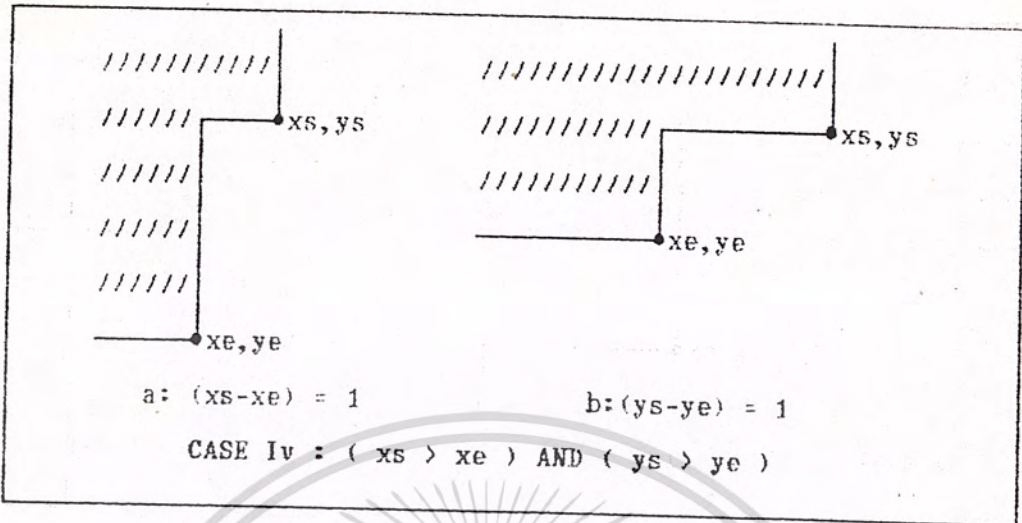 xs,ys
xs,ys
xe,ye
xe,ye
a: (xs-xe) = 1
b:(ys-ye) = 1
CASE Iv : ( xs > xe ) AND ( ys > ye )